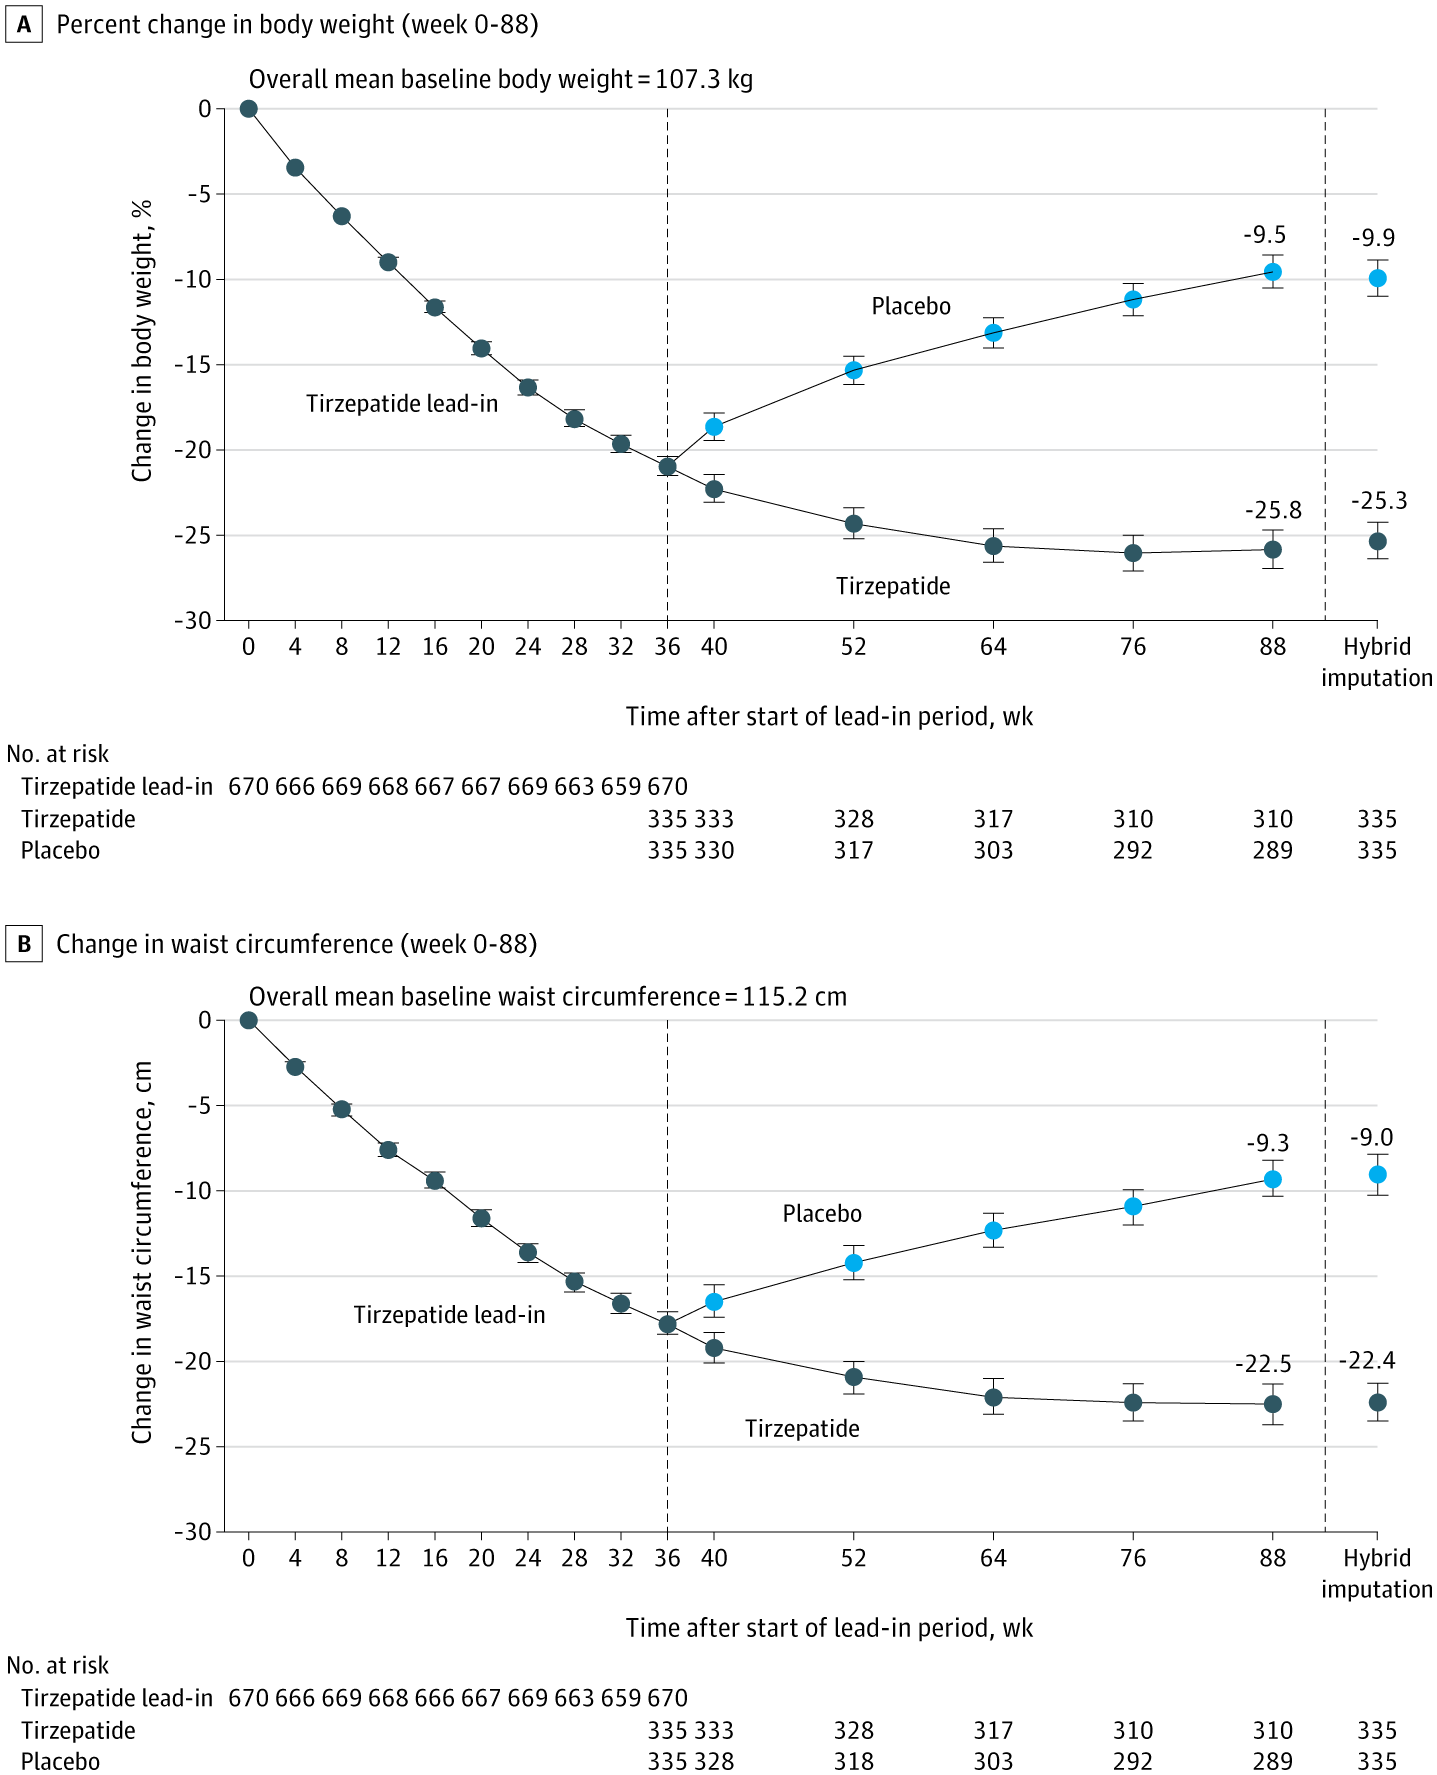 A Percent change in body weight (week 0-88)
Overall mean baseline body weight = 107.3 kg
0
-5
-10
-15
-20
-25
-30
Change in body weight, %
Tirzepatide lead-in
Placebo
Tirzepatide
-9.5
-9.9
-25.8
-25.3
0 4 8 12 16 20 24 28 32 36 40 52 64 76 88 Hybrid
imputation
Time after start of lead-in period, wk
No. at risk
Tirzepatide lead-in 670 666 669 668 667 667 669 663 659 670
Tirzepatide 335 333 328 317 310 310 335
Placebo 335 330 317 303 292 289 335
B Change in waist circumference (week 0-88)
Overall mean baseline waist circumference = 115.2 cm
0
-5
-10
-15
-20
-25
-30
Change in waist circumference, cm
Tirzepatide lead-in
Placebo
Tirzepatide
-9.3
-9.0
-22.5
-22.4
0 4 8 12 16 20 24 28 32 36 40 52 64 76 88 Hybrid
imputation
Time after start of lead-in period, wk
No. at risk
Tirzepatide lead-in 670 666 669 668 666 667 669 663 659 670
Tirzepatide 335 333 328 317 310 310 335
Placebo 335 328 318 303 292 289 335